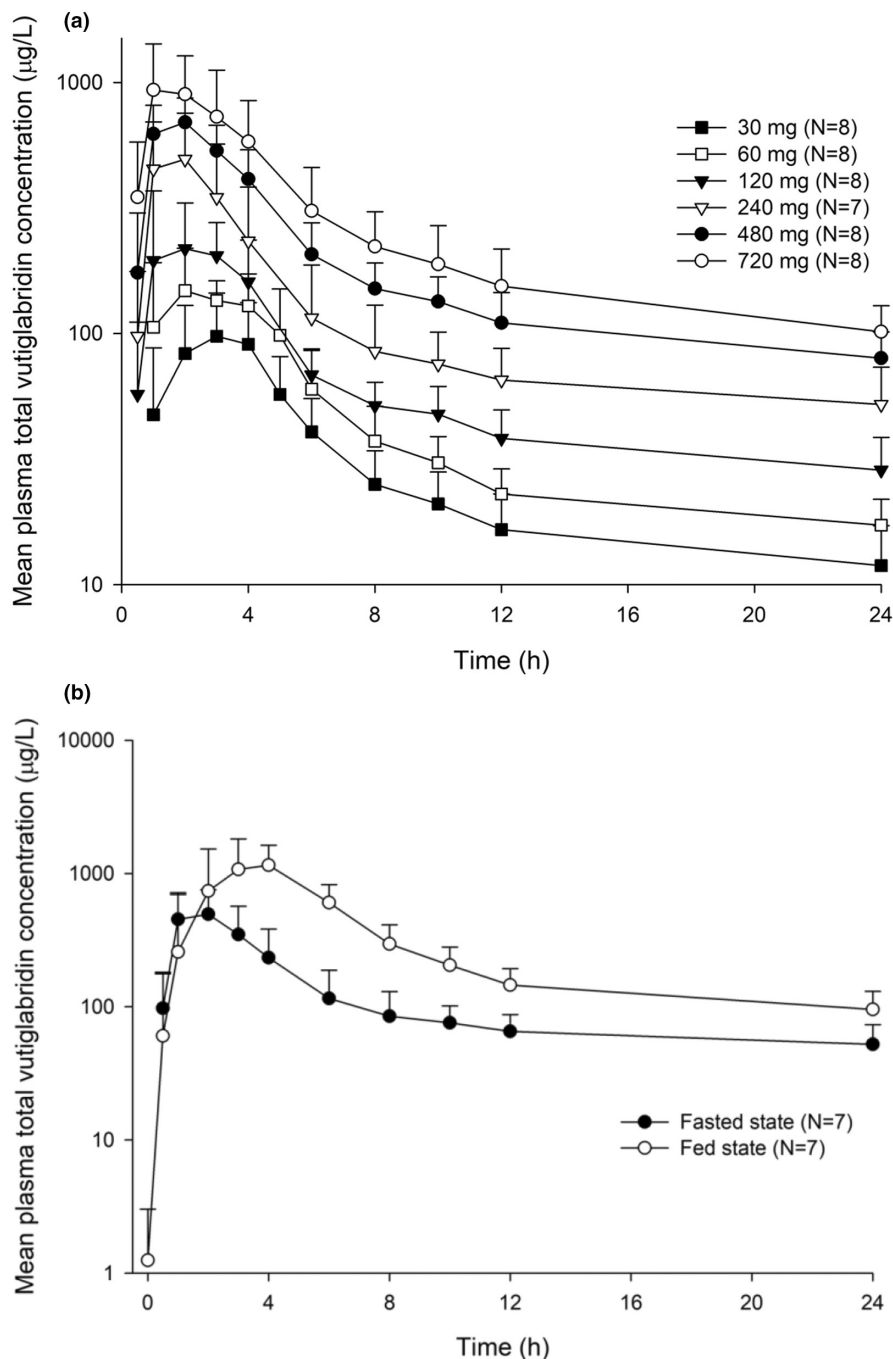 (a)
Mean plasma total vutiglabridin concentration (μg/L)
1000
100
10
30 mg (N=8)
60 mg (N=8)
120 mg (N=8)
240 mg (N=7)
480 mg (N=8)
720 mg (N=8)
0 4 8 12 16 20 24
Time (h)
(b)
Mean plasma total vutiglabridin concentration (μg/L)
10000
1000
100
10
1
Fasted state (N=7)
Fed state (N=7)
0 4 8 12 16 20 24
Time (h)